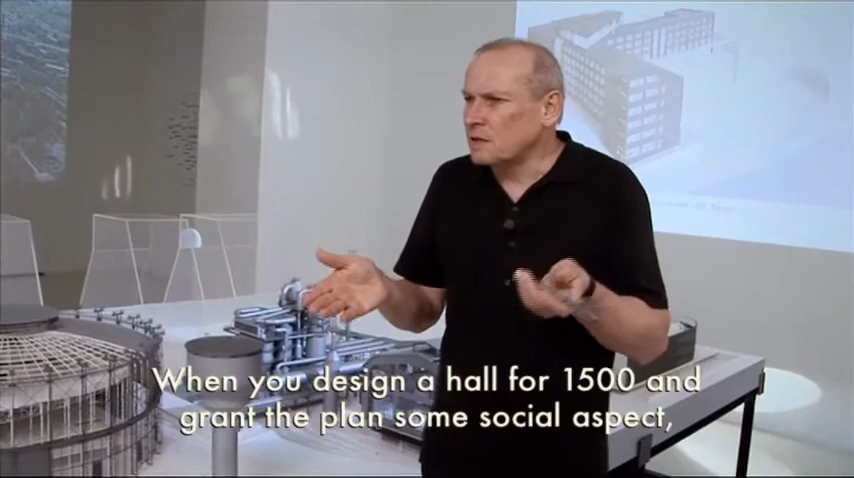 When you design a hall for 1500, and
grant the plan some social aspect,